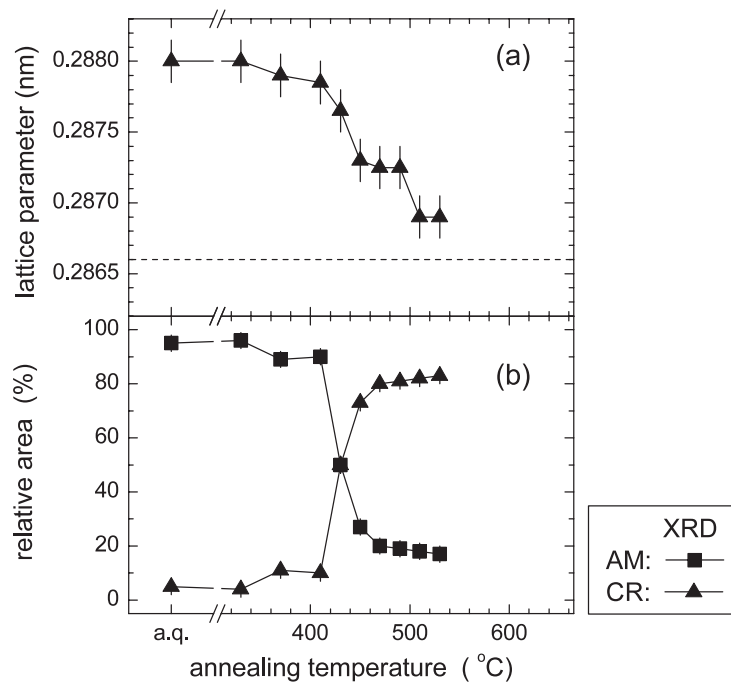 (a)
0.2880
0.2875
0.2870
0.2865
lattice parameter (nm)
(b)
100
80
60
40
20
0
relative area (%)
a.q.
400
500
600
annealing temperature ( °C)
XRD
AM:
CR: